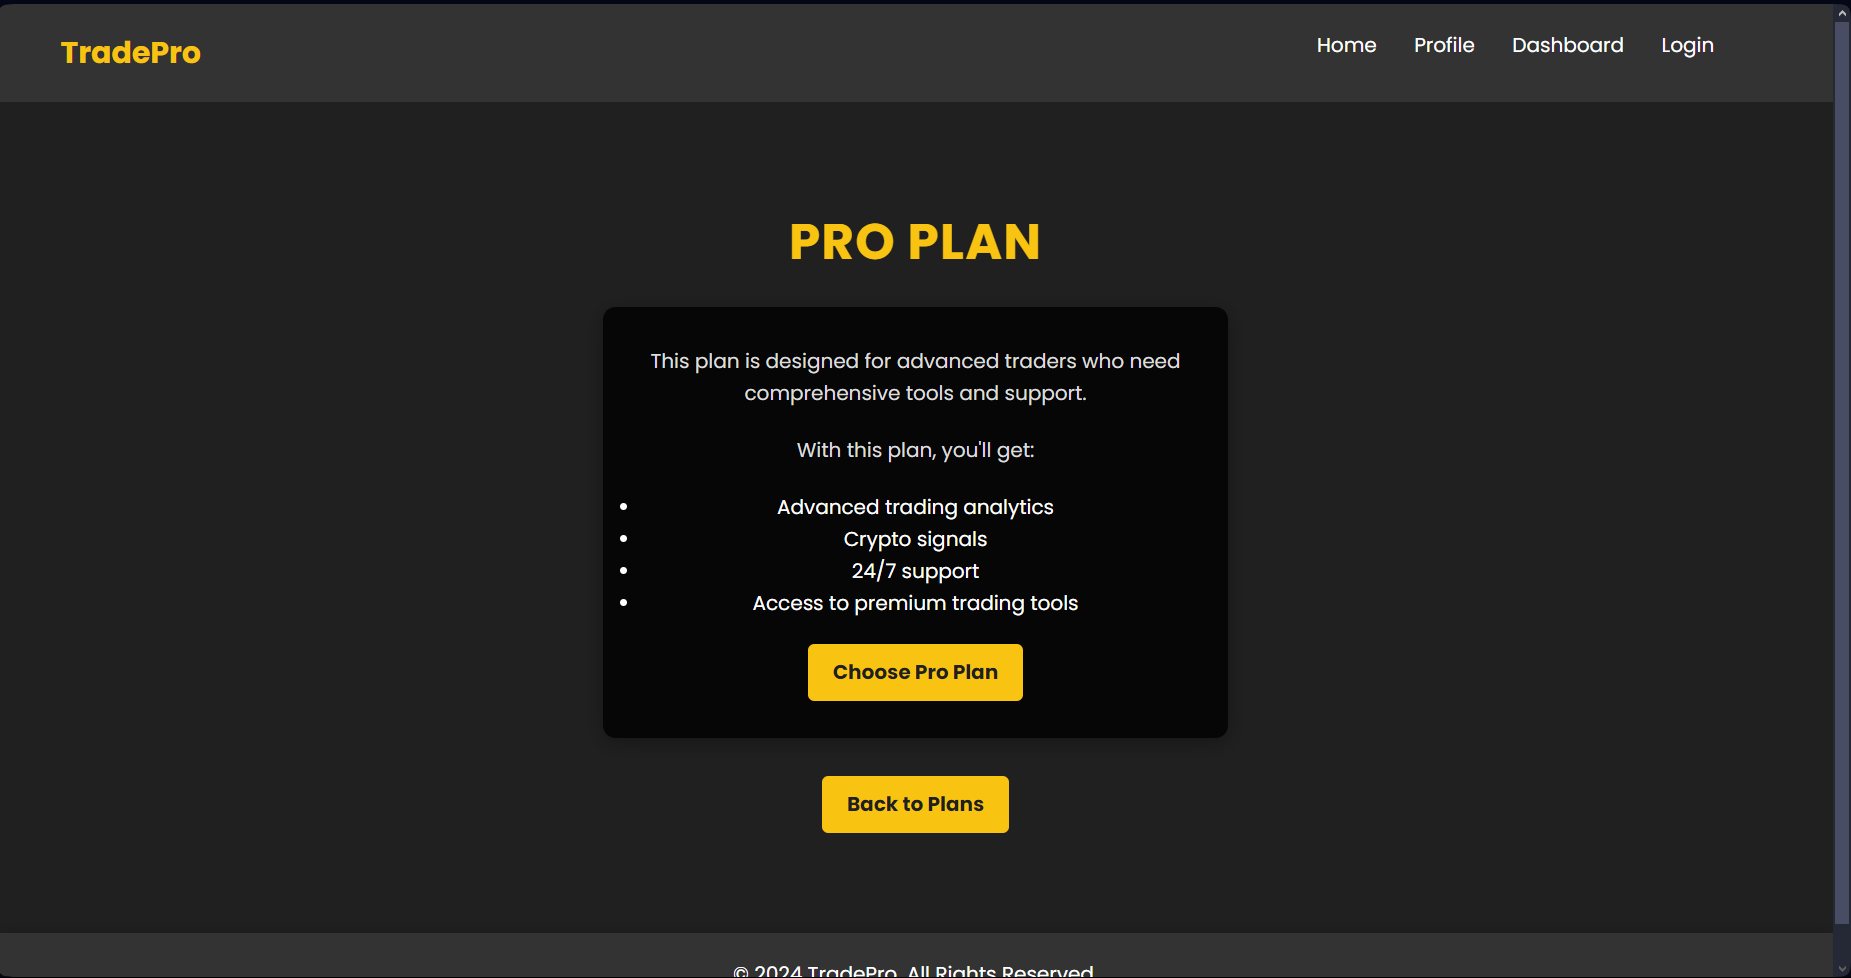 TradePro
Home Profile Dashboard Login
PRO PLAN
This plan is designed for advanced traders who need
comprehensive tools and support.
With this plan, you'll get:
• Advanced trading analytics
• Crypto signals
• 24/7 support
• Access to premium trading tools
Choose Pro Plan
Back to Plans
© 2024 TradePro. All Rights Reserved.